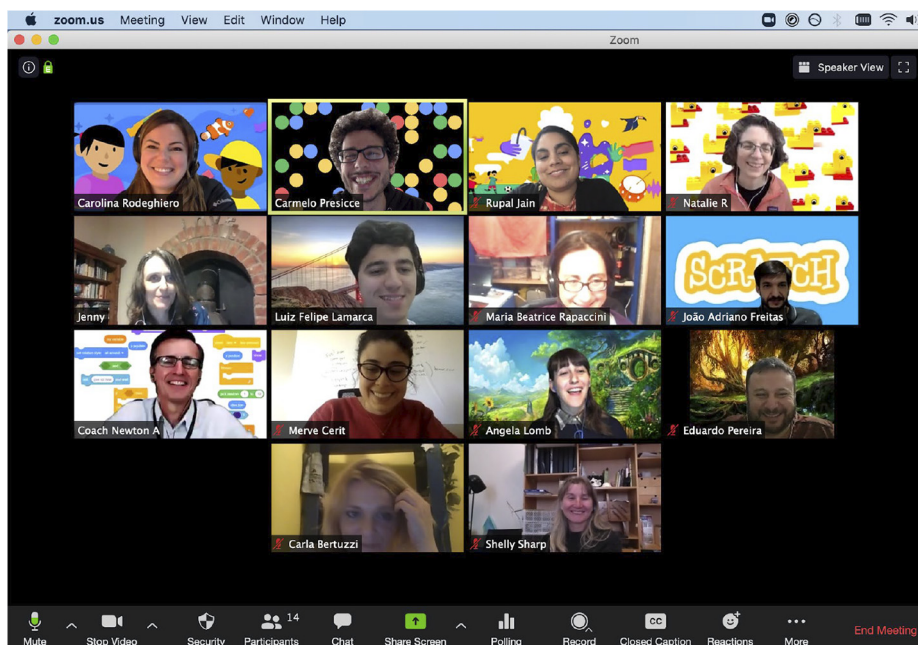 zoom.us Meeting View Edit Window Help
Zoom
Speaker View
Carolina Rodeghiero
Carmelo Presicce
Rupal Jain
Natalie R
Jenny
Luiz Felipe Lamarca
Maria Beatrice Rapaccini
SCRATCH
João Adriano Freitas
Coach Newton A
Merve Cerit
Angela Lomb
Eduardo Pereira
Carla Bertuzzi
Shelly Sharp
14
Mute Stop Video Security Participants Chat Share Screen Polling Record Closed Caption Reactions More End Meeting
CC